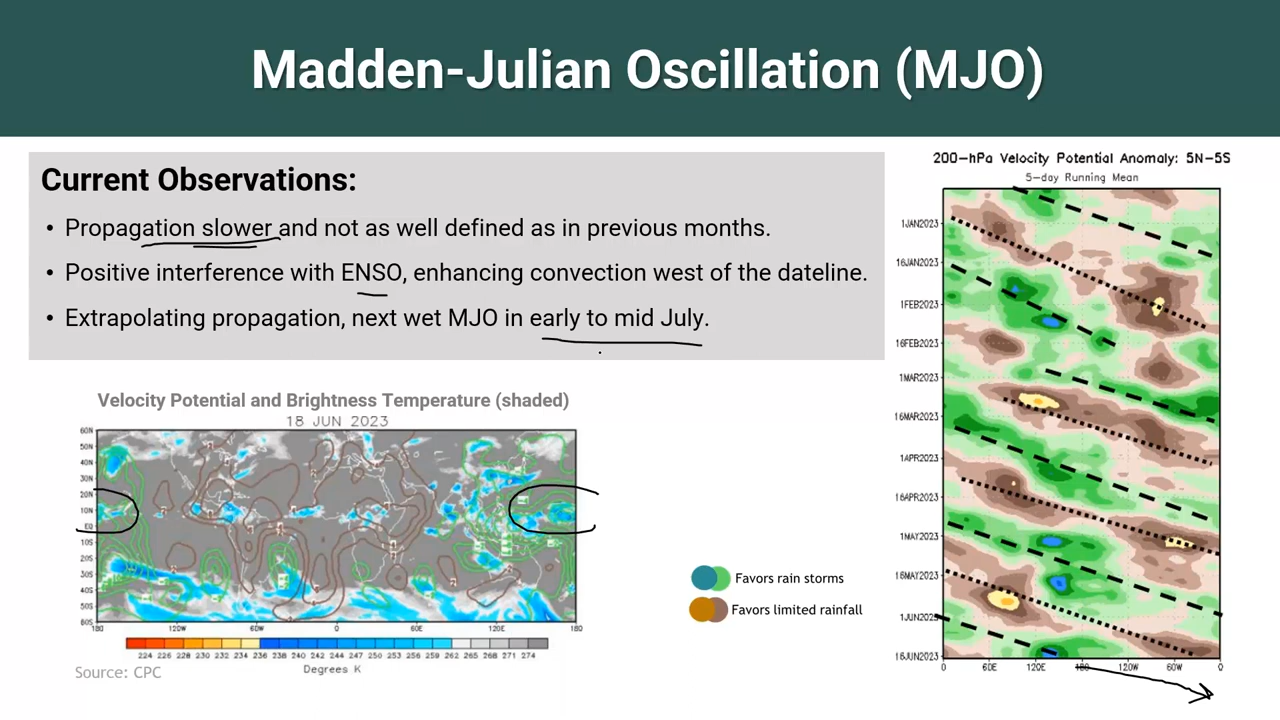 Madden-Julian Oscillation (MJO)
Current Observations:
• Propagation slower and not as well defined as in previous months.
• Positive interference with ENSO, enhancing convection west of the dateline.
• Extrapolating propagation, next wet MJO in early to mid July.
Velocity Potential and Brightness Temperature (shaded)
18 JUN 2023
60N
50N
40N
30N
20N
10N
EQ
10S
20S
30S
40S
50S
60S
180 120W 60W 0 60E 120E 180
224 226 228 230 232 234 236 238 240 242 244 247 250 253 256 259 262 265 268 271 274
Degrees K
Source: CPC
Favors rain storms
Favors limited rainfall
200-hPa Velocity Potential Anomaly: 5N-5S
5-day Running Mean
1JAN2023
16JAN2023
1FEB2023
16FEB2023
1MAR2023
16MAR2023
1APR2023
16APR2023
1MAY2023
16MAY2023
1JUN2023
16JUN2023
0 60E 120E 180 120W 60W 0